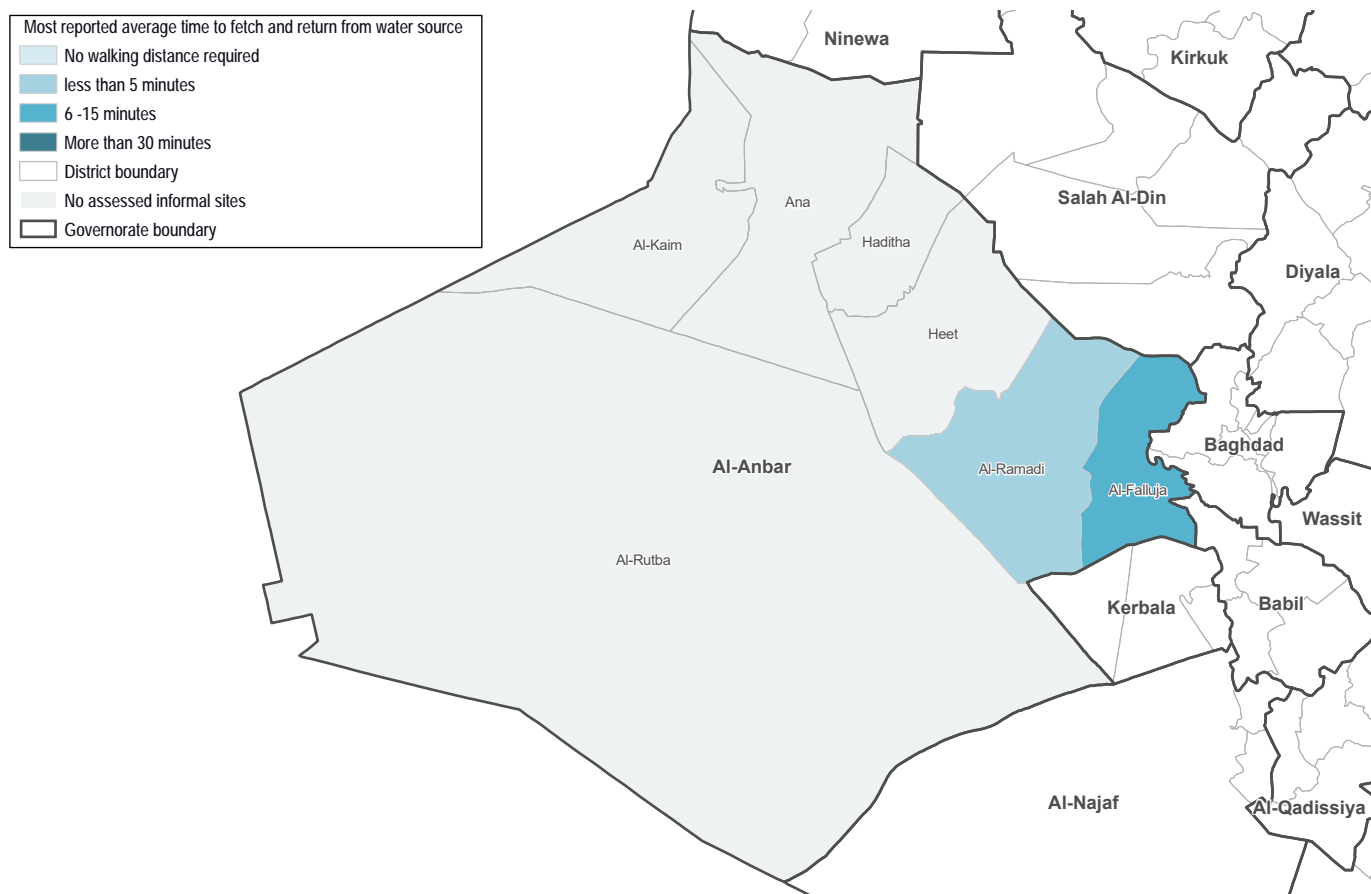 Most reported average time to fetch and return from water source
No walking distance required
less than 5 minutes
6 -15 minutes
More than 30 minutes
District boundary
No assessed informal sites
Governorate boundary
Ninewa
Kirkuk
Ana
Salah Al-Din
Al-Kaim
Haditha
Diyala
Heet
Baghdad
Al-Anbar
Al-Ramadi
Al-Falluja
Wassit
Al-Rutba
Kerbala
Babil
Al-Najaf
Al-Qadissiya